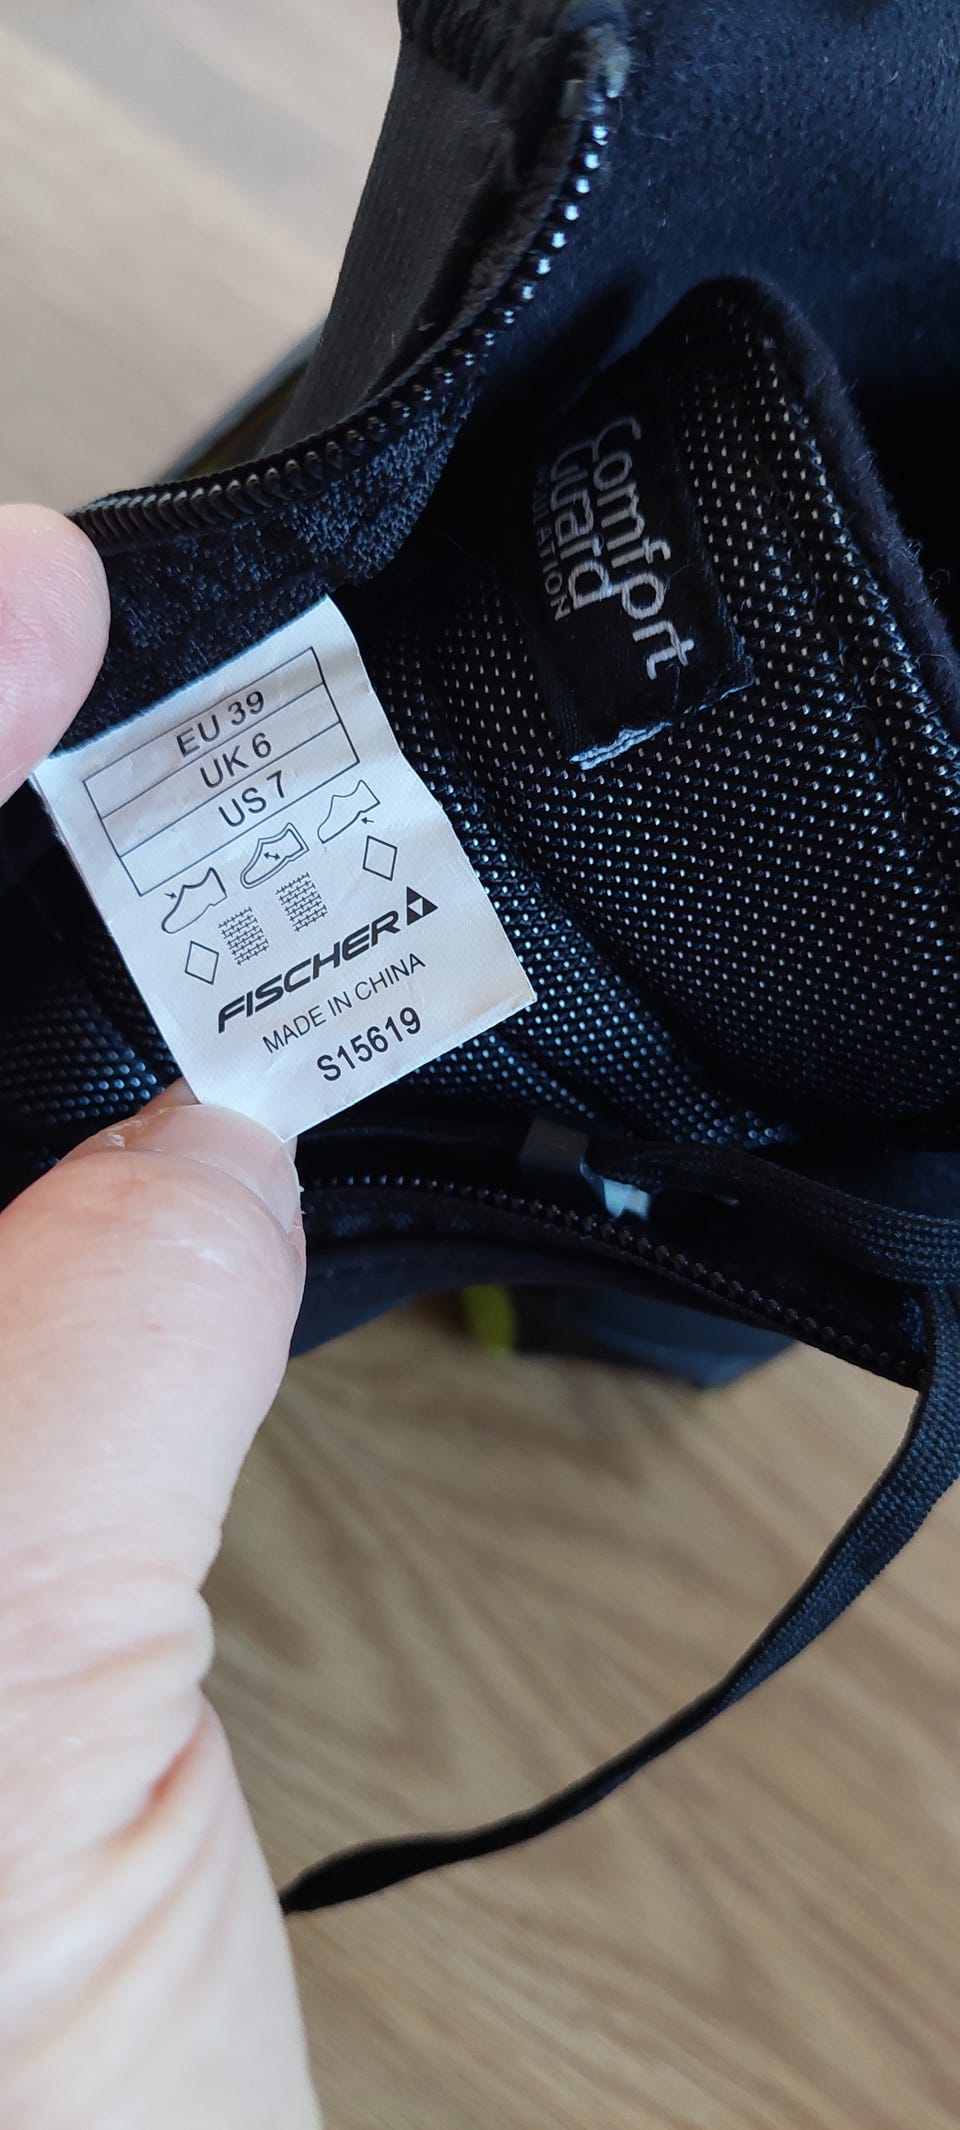 EU 39
UK 6
US 7
FISCHER
MADE IN CHINA
S15619
Comfort
Guard